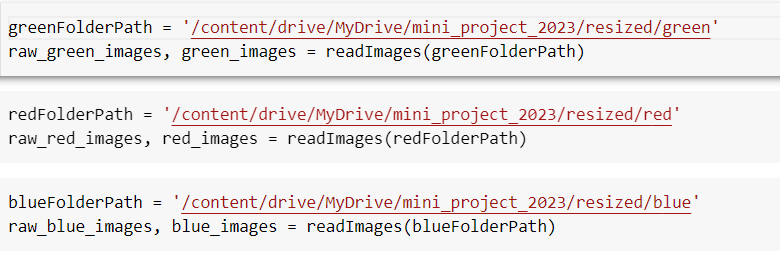 greenFolderPath = '/content/drive/MyDrive/mini_project_2023/resized/green'
raw_green_images, green_images = readImages(greenFolderPath)
redFolderPath = '/content/drive/MyDrive/mini_project_2023/resized/red'
raw_red_images, red_images = readImages(redFolderPath)
blueFolderPath = '/content/drive/MyDrive/mini_project_2023/resized/blue'
raw_blue_images, blue_images = readImages(blueFolderPath)